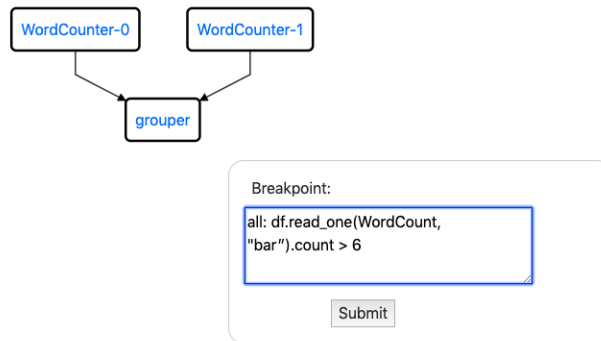 WordCounter-0
WordCounter-1
grouper
Breakpoint:
all: df.read_one(WordCount,
"bar”).count > 6
Submit